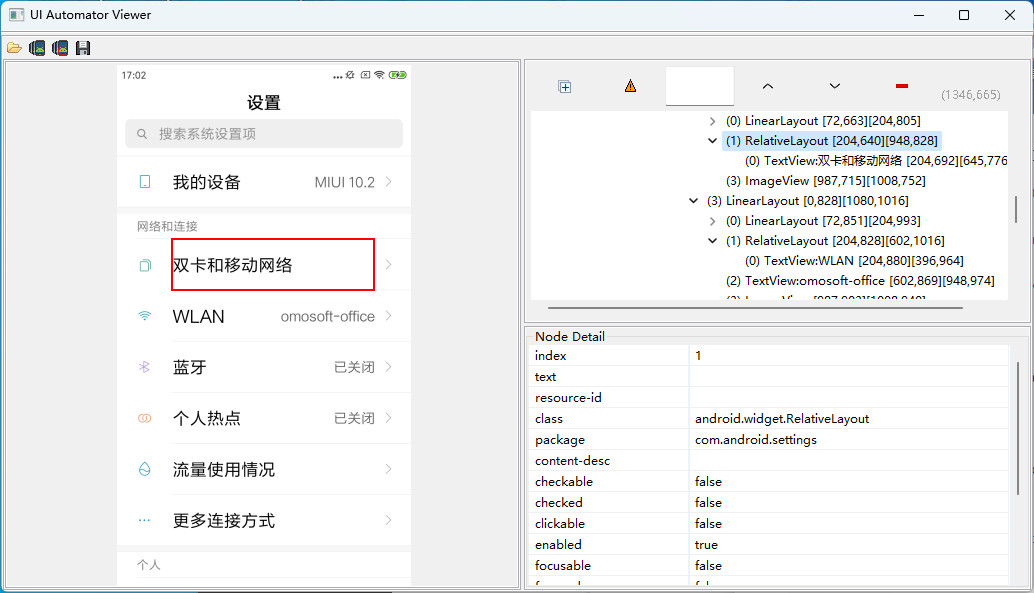 UI Automator Viewer
17:02
设置
搜索系统设置项
我的设备 MIUI 10.2
网络和连接
双卡和移动网络
WLAN omosoft-office
蓝牙 已关闭
个人热点 已关闭
流量使用情况
更多连接方式
个人
(1346,665)
(0) LinearLayout [72,663][204,805]
(1) RelativeLayout [204,640][948,828]
(0) TextView:双卡和移动网络 [204,692][645,776
(3) ImageView [987,715][1008,752]
(3) LinearLayout [0,828][1080,1016]
(0) LinearLayout [72,851][204,993]
(1) RelativeLayout [204,828][602,1016]
(0) TextView:WLAN [204,880][396,964]
(2) TextView:omosoft-office [602,869][948,974]
Node Detail
index 1
text
resource-id
class android.widget.RelativeLayout
package com.android.settings
content-desc
checkable false
checked false
clickable false
enabled true
focusable false